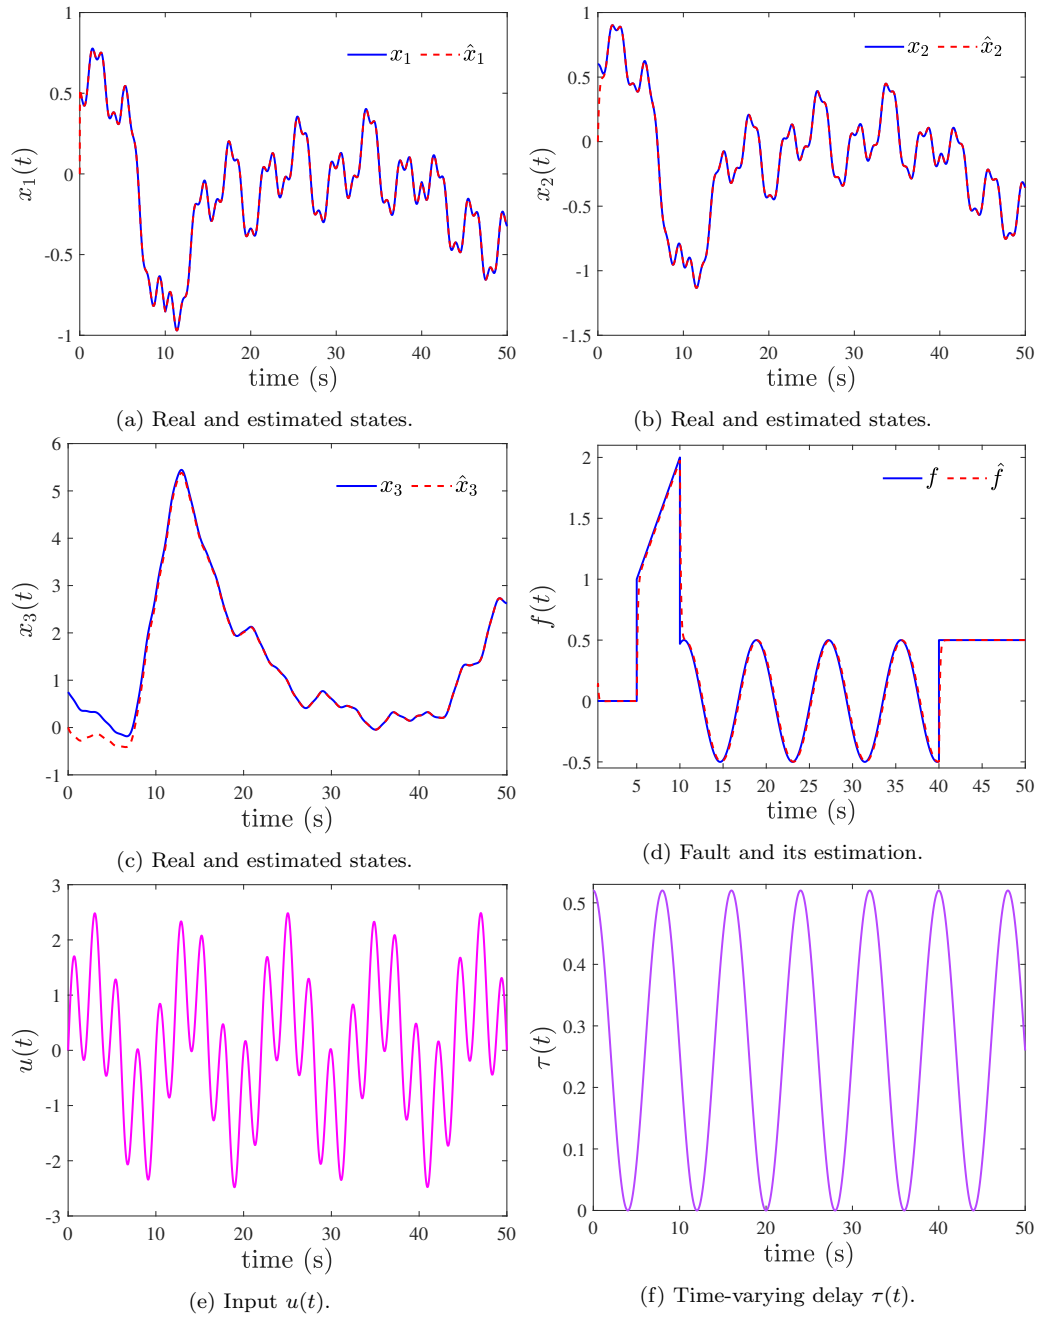 1
0.5
0
-0.5
-1
x₁(t)
x₁ x̂₁
0 10 20 30 40 50
time (s)
(a) Real and estimated states.
1
0.5
0
-0.5
-1
-1.5
x₂(t)
x₂ x̂₂
0 10 20 30 40 50
time (s)
(b) Real and estimated states.
6
5
4
3
2
1
0
-1
x₃(t)
x₃ x̂₃
0 10 20 30 40 50
time (s)
(c) Real and estimated states.
2
1.5
1
0.5
0
-0.5
f(t)
f f̂
5 10 15 20 25 30 35 40 45 50
time (s)
(d) Fault and its estimation.
3
2
1
0
-1
-2
-3
u(t)
0 10 20 30 40 50
time (s)
(e) Input u(t).
0.5
0.4
0.3
0.2
0.1
0
τ(t)
0 10 20 30 40 50
time (s)
(f) Time-varying delay τ(t).